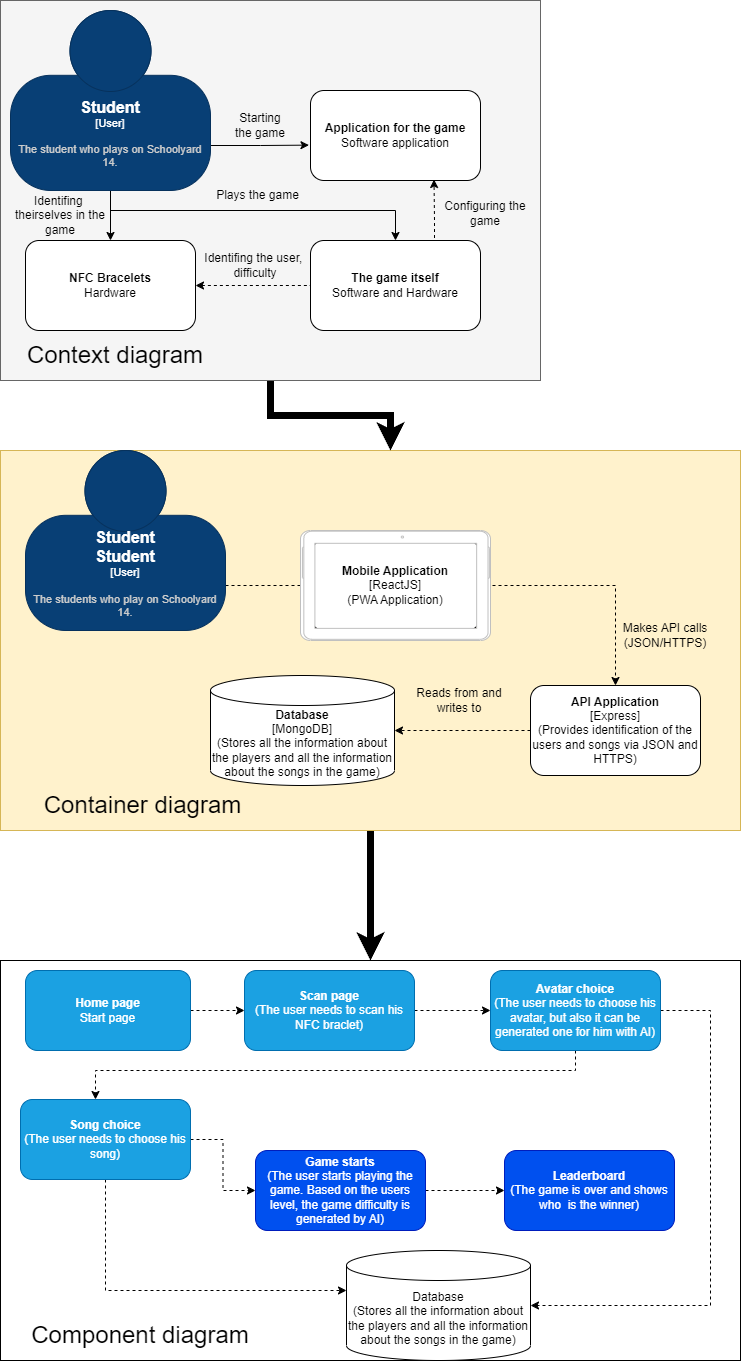 Student
[User]
The student who plays on Schoolyard
14.
Starting
the game
Application for the game
Software application
Identifing
theirselves in the
game
Plays the game
Configuring the
game
NFC Bracelets
Hardware
Identifing the user,
difficulty
The game itself
Software and Hardware
Context diagram
Student
Student
[User]
The students who play on Schoolyard
14.
Mobile Application
[ReactJS]
(PWA Application)
Makes API calls
(JSON/HTTPS)
Database
[MongoDB]
(Stores all the information about
the players and all the information
about the songs in the game)
Reads from and
writes to
API Application
[Express]
(Provides identification of the
users and songs via JSON and
HTTPS)
Container diagram
Home page
Start page
Scan page
(The user needs to scan his
NFC braclet)
Avatar choice
(The user needs to choose his
avatar, but also it can be
generated one for him with AI)
Song choice
(The user needs to choose his
song)
Game starts
(The user starts playing the
game. Based on the users
level, the game difficulty is
generated by AI)
Leaderboard
(The game is over and shows
who is the winner)
Database
(Stores all the information about
the players and all the information
about the songs in the game)
Component diagram